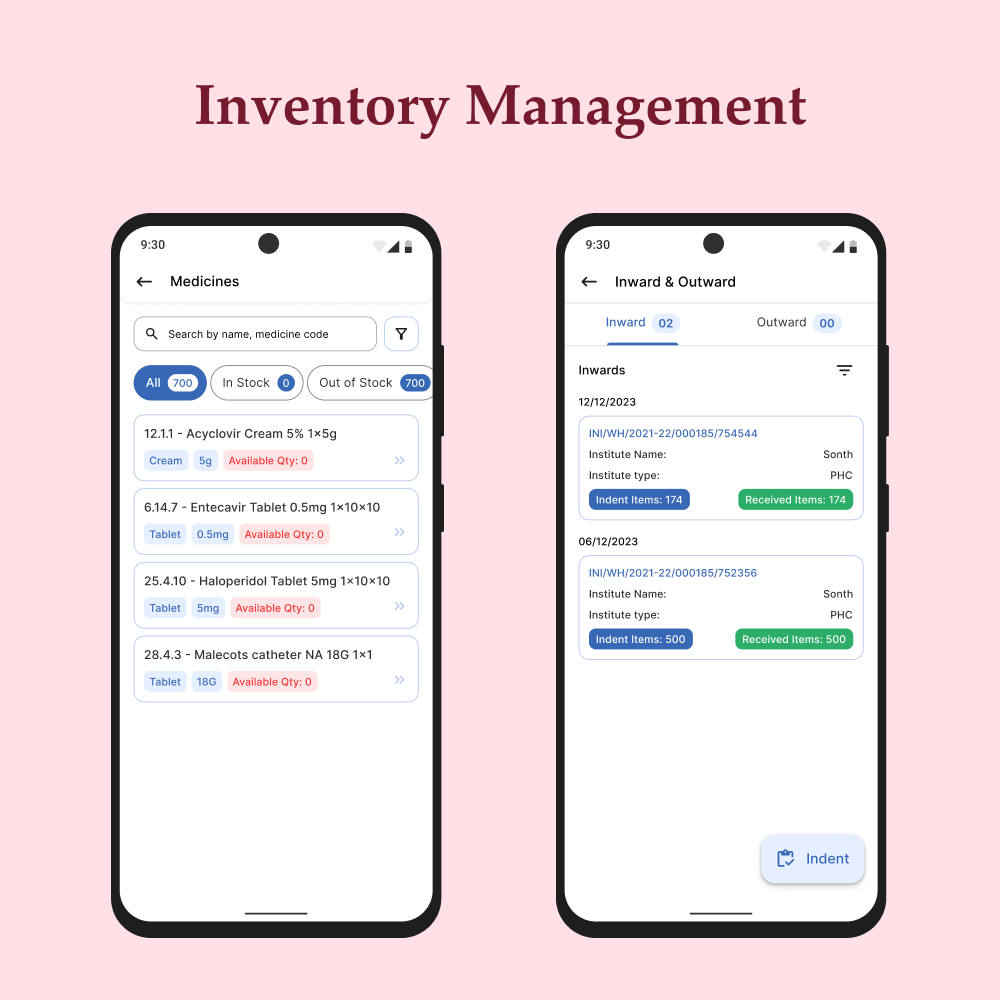 Inventory Management
9:30
Medicines
Search by name, medicine code
All 700 In Stock 0 Out of Stock 700
12.1.1 - Acyclovir Cream 5% 1×5g
Cream 5g Available Qty: 0
6.14.7 - Entecavir Tablet 0.5mg 1×10×10
Tablet 0.5mg Available Qty: 0
25.4.10 - Haloperidol Tablet 5mg 1×10×10
Tablet 5mg Available Qty: 0
28.4.3 - Malecots catheter NA 18G 1×1
Tablet 18G Available Qty: 0
9:30
Inward & Outward
Inward 02 Outward 00
Inwards
12/12/2023
INI/WH/2021-22/000185/754544
Institute Name: Sonth
Institute type: PHC
Indent Items: 174 Received Items: 174
06/12/2023
INI/WH/2021-22/000185/752356
Institute Name: Sonth
Institute type: PHC
Indent Items: 500 Received Items: 500
Indent